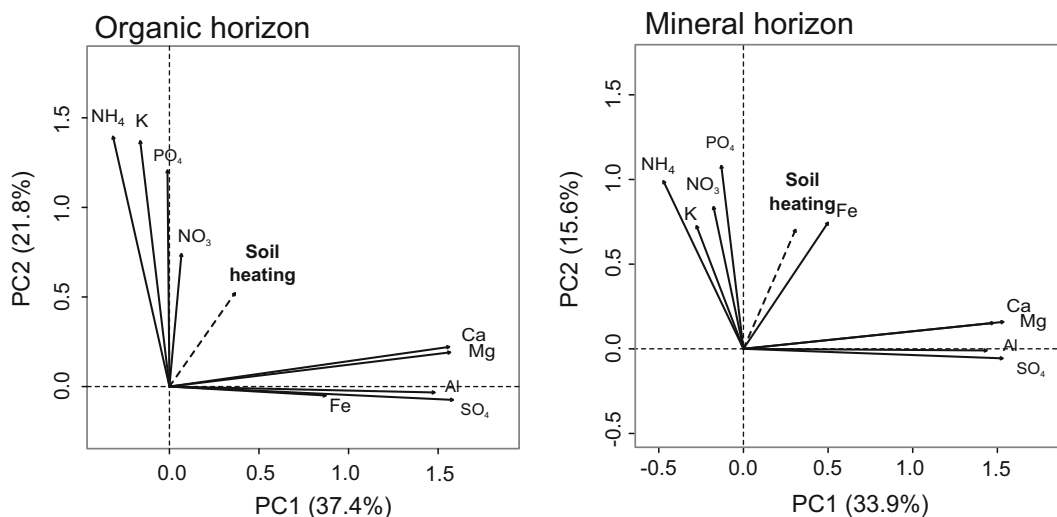 Organic horizon
NH₄
K
PO₄
NO₃
Soil
heating
Ca
Mg
Al
SO₄
Fe
PC2 (21.8%)
1.5
1.0
0.5
0.0
0.0
0.5
1.0
1.5
PC1 (37.4%)
Mineral horizon
PO₄
NH₄
NO₃
K
Soil
heating
Fe
Ca
Mg
Al
SO₄
PC2 (15.6%)
1.5
1.0
0.5
0.0
-0.5
-0.5
0.0
0.5
1.0
1.5
PC1 (33.9%)